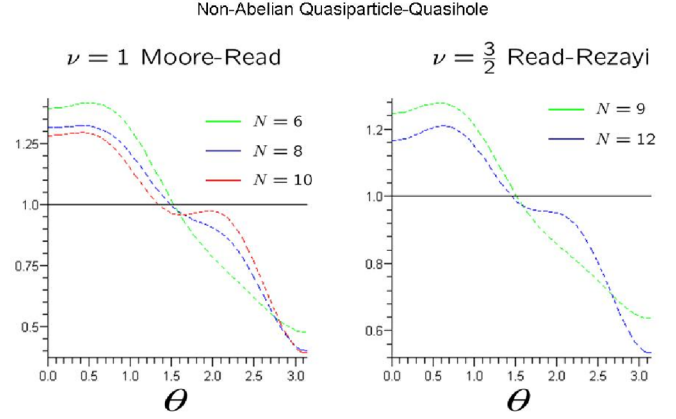 Non-Abelian Quasiparticle-Quasihole
ν = 1 Moore-Read
N = 6
N = 8
N = 10
1.25
1.0
0.75
0.5
0.0 0.5 1.0 1.5 2.0 2.5 3.0
θ
ν = 3/2 Read-Rezayi
N = 9
N = 12
1.2
1.0
0.8
0.6
0.0 0.5 1.0 1.5 2.0 2.5 3.0
θ